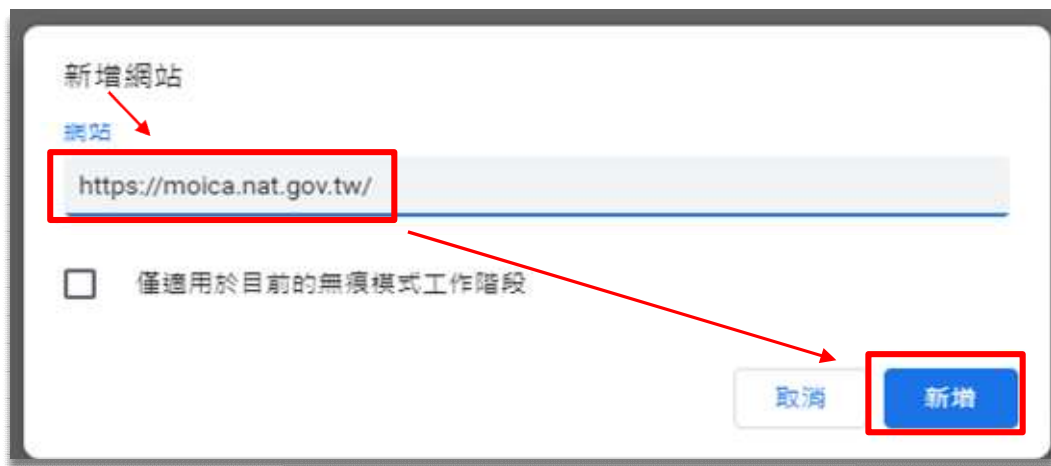 新增網站
網站
https://moica.nat.gov.tw/
僅適用於目前的無痕模式工作階段
取消
新增